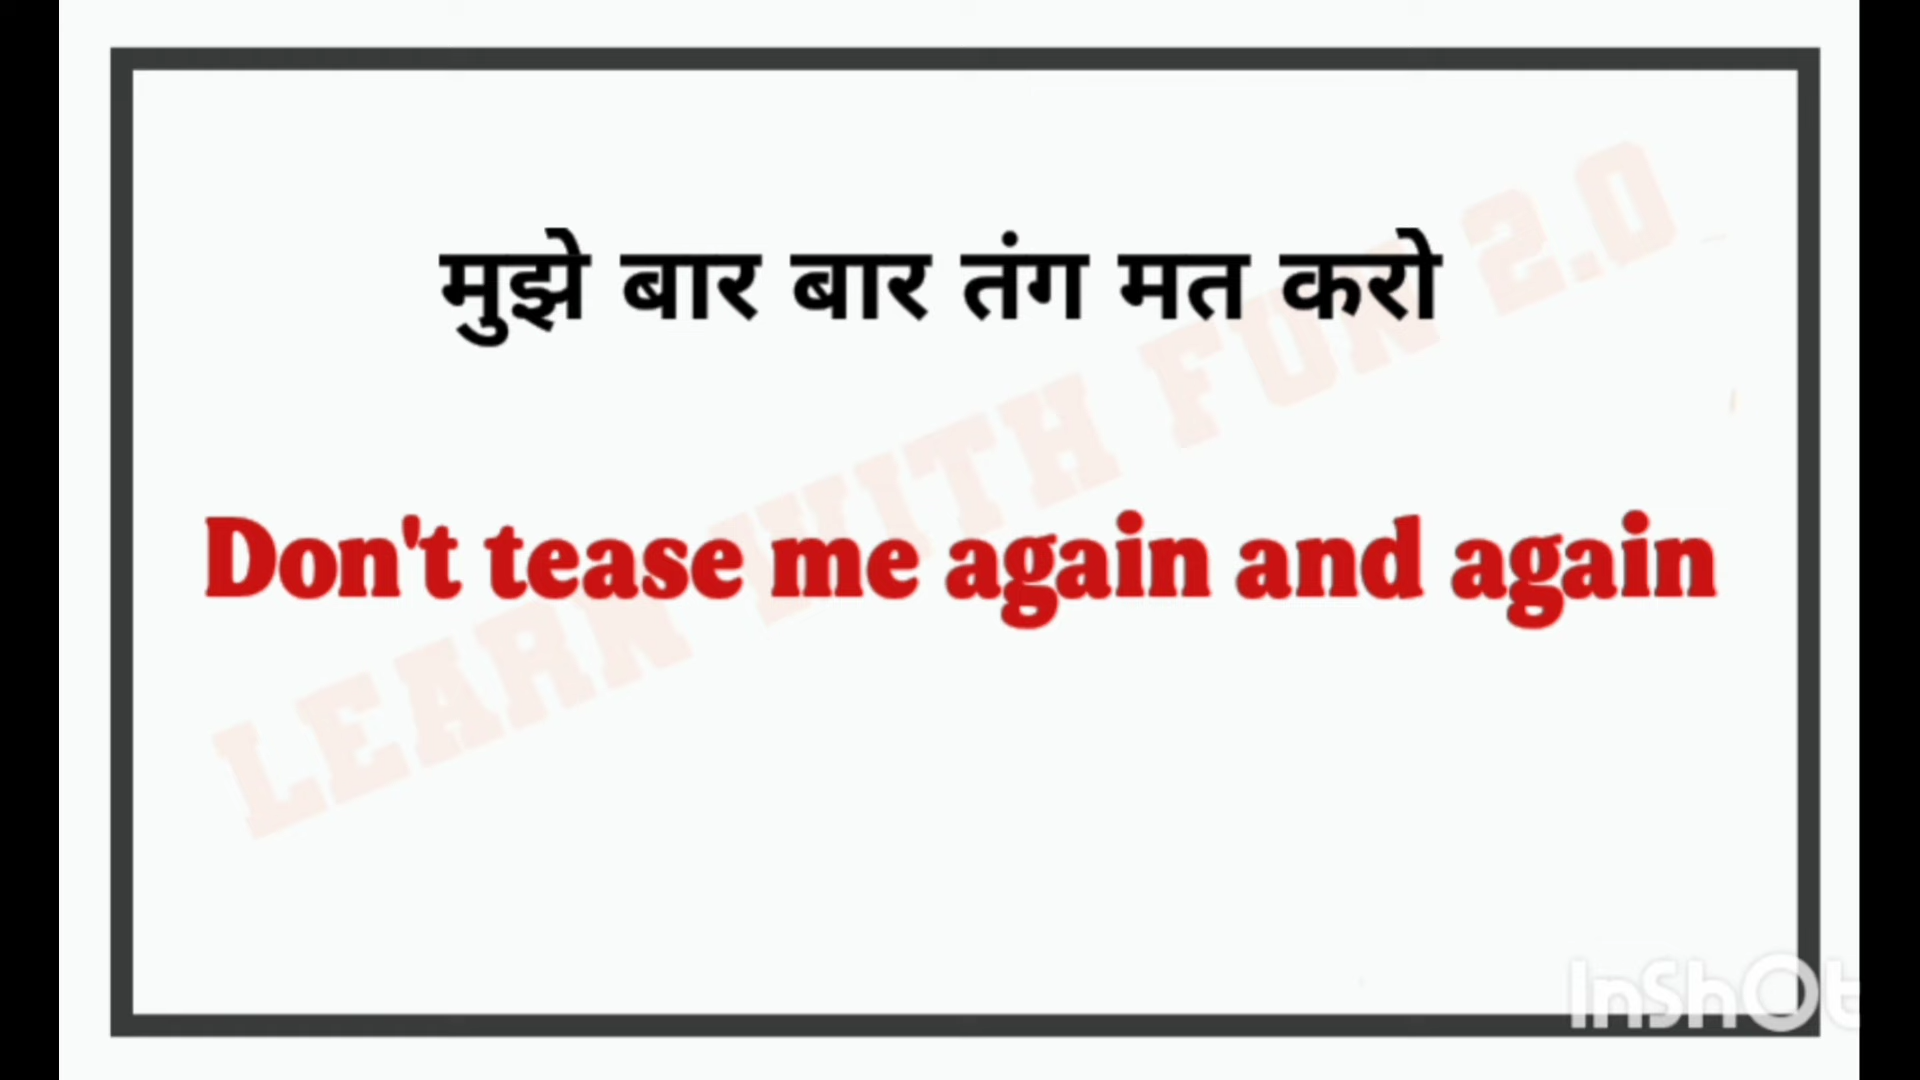 मुझे बार बार तंग मत करो
Don't tease me again and again
LEARN WITH FUN 2.0
InShot